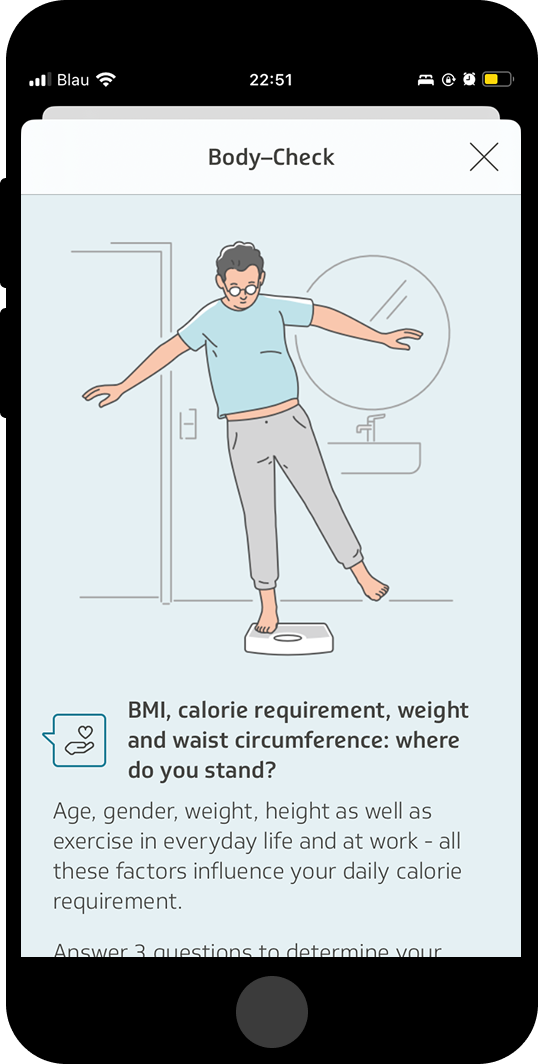 Blau 22:51
Body–Check
BMI, calorie requirement, weight
and waist circumference: where
do you stand?
Age, gender, weight, height as well as
exercise in everyday life and at work - all
these factors influence your daily calorie
requirement.
Answer 3 questions to determine your